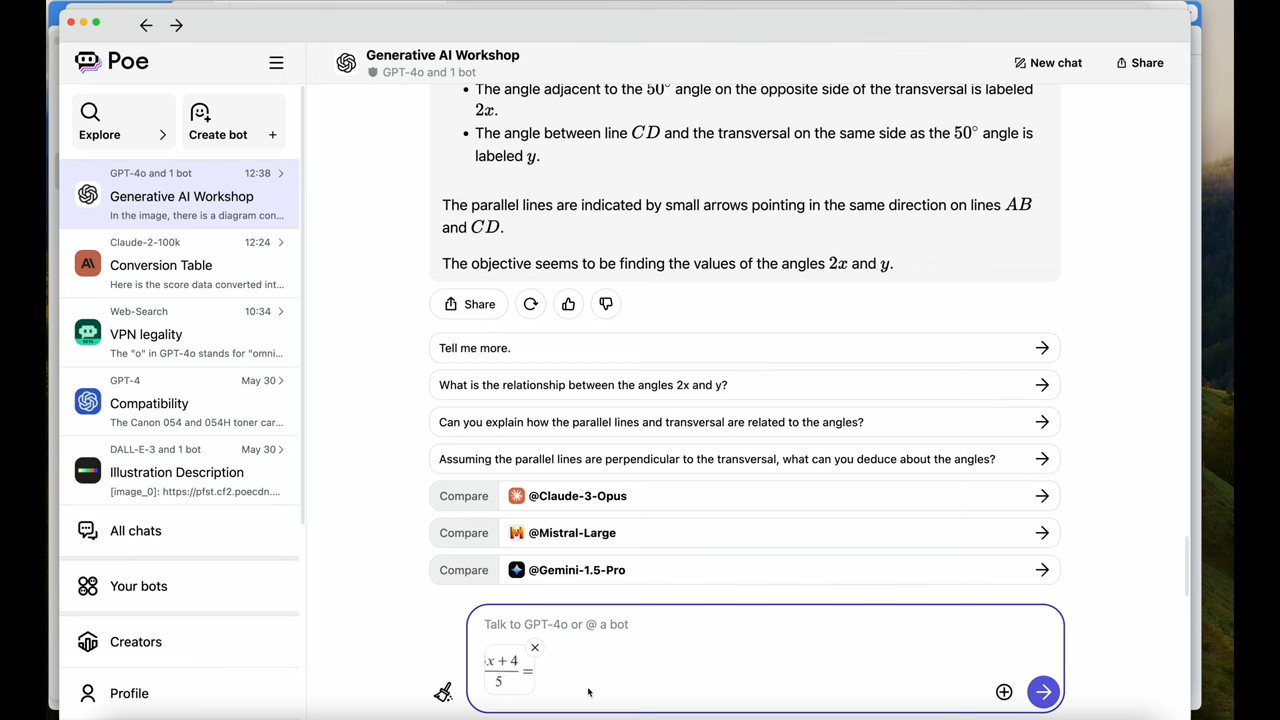 Poe
Explore
Create bot +
GPT-4o and 1 bot 12:38
Generative AI Workshop
In the image, there is a diagram con...
Claude-2-100k 12:24
Conversion Table
Here is the score data converted int...
Web-Search 10:34
VPN legality
The "o" in GPT-4o stands for "omni...
GPT-4 May 30
Compatibility
The Canon 054 and 054H toner car...
DALL-E-3 and 1 bot May 30
Illustration Description
[image_0]: https://pfst.cf2.poecdn....
All chats
Your bots
Creators
Profile
Generative AI Workshop
GPT-4o and 1 bot
New chat
Share
• The angle adjacent to the 50° angle on the opposite side of the transversal is labeled
2x.
• The angle between line CD and the transversal on the same side as the 50° angle is
labeled y.
The parallel lines are indicated by small arrows pointing in the same direction on lines AB
and CD.
The objective seems to be finding the values of the angles 2x and y.
Share
Tell me more.
What is the relationship between the angles 2x and y?
Can you explain how the parallel lines and transversal are related to the angles?
Assuming the parallel lines are perpendicular to the transversal, what can you deduce about the angles?
Compare @Claude-3-Opus
Compare @Mistral-Large
Compare @Gemini-1.5-Pro
Talk to GPT-4o or @ a bot
x + 4
5 =